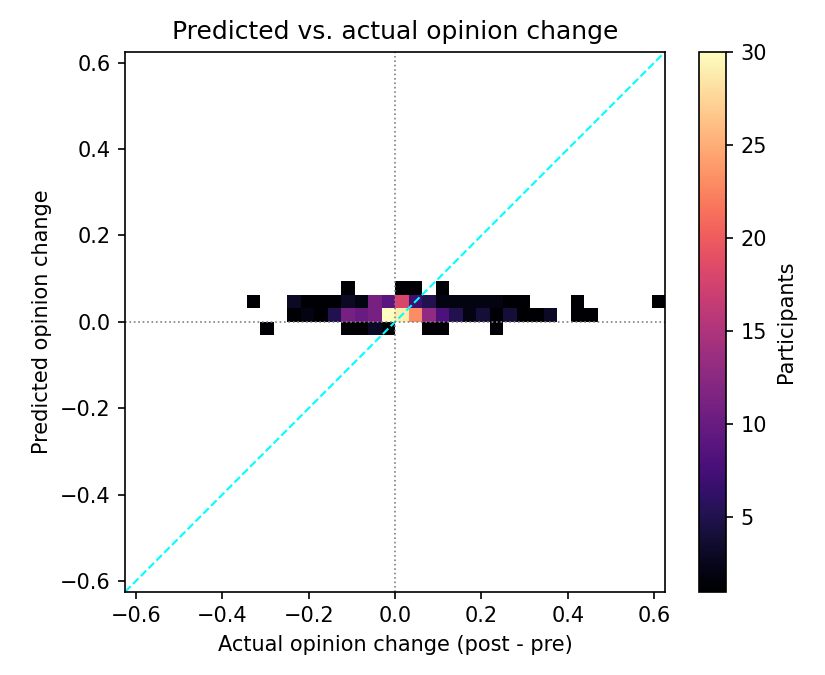 Predicted vs. actual opinion change
Predicted opinion change
0.6
0.4
0.2
0.0
−0.2
−0.4
−0.6
−0.6 −0.4 −0.2 0.0 0.2 0.4 0.6
Actual opinion change (post - pre)
30
25
20
15
10
5
Participants